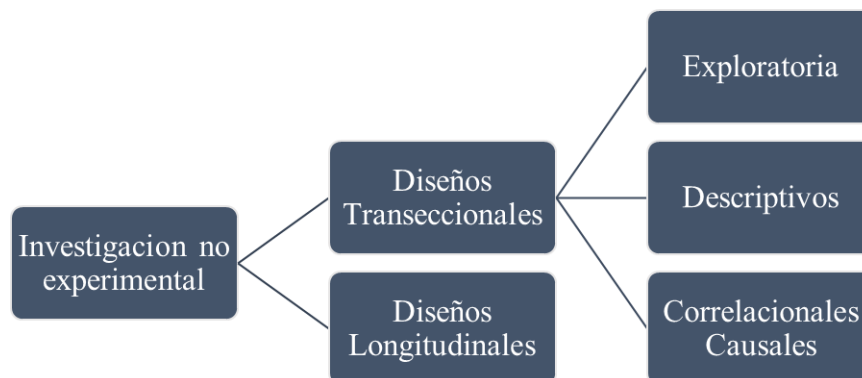 Investigacion no
experimental
Diseños
Transeccionales
Diseños
Longitudinales
Exploratoria
Descriptivos
Correlacionales
Causales